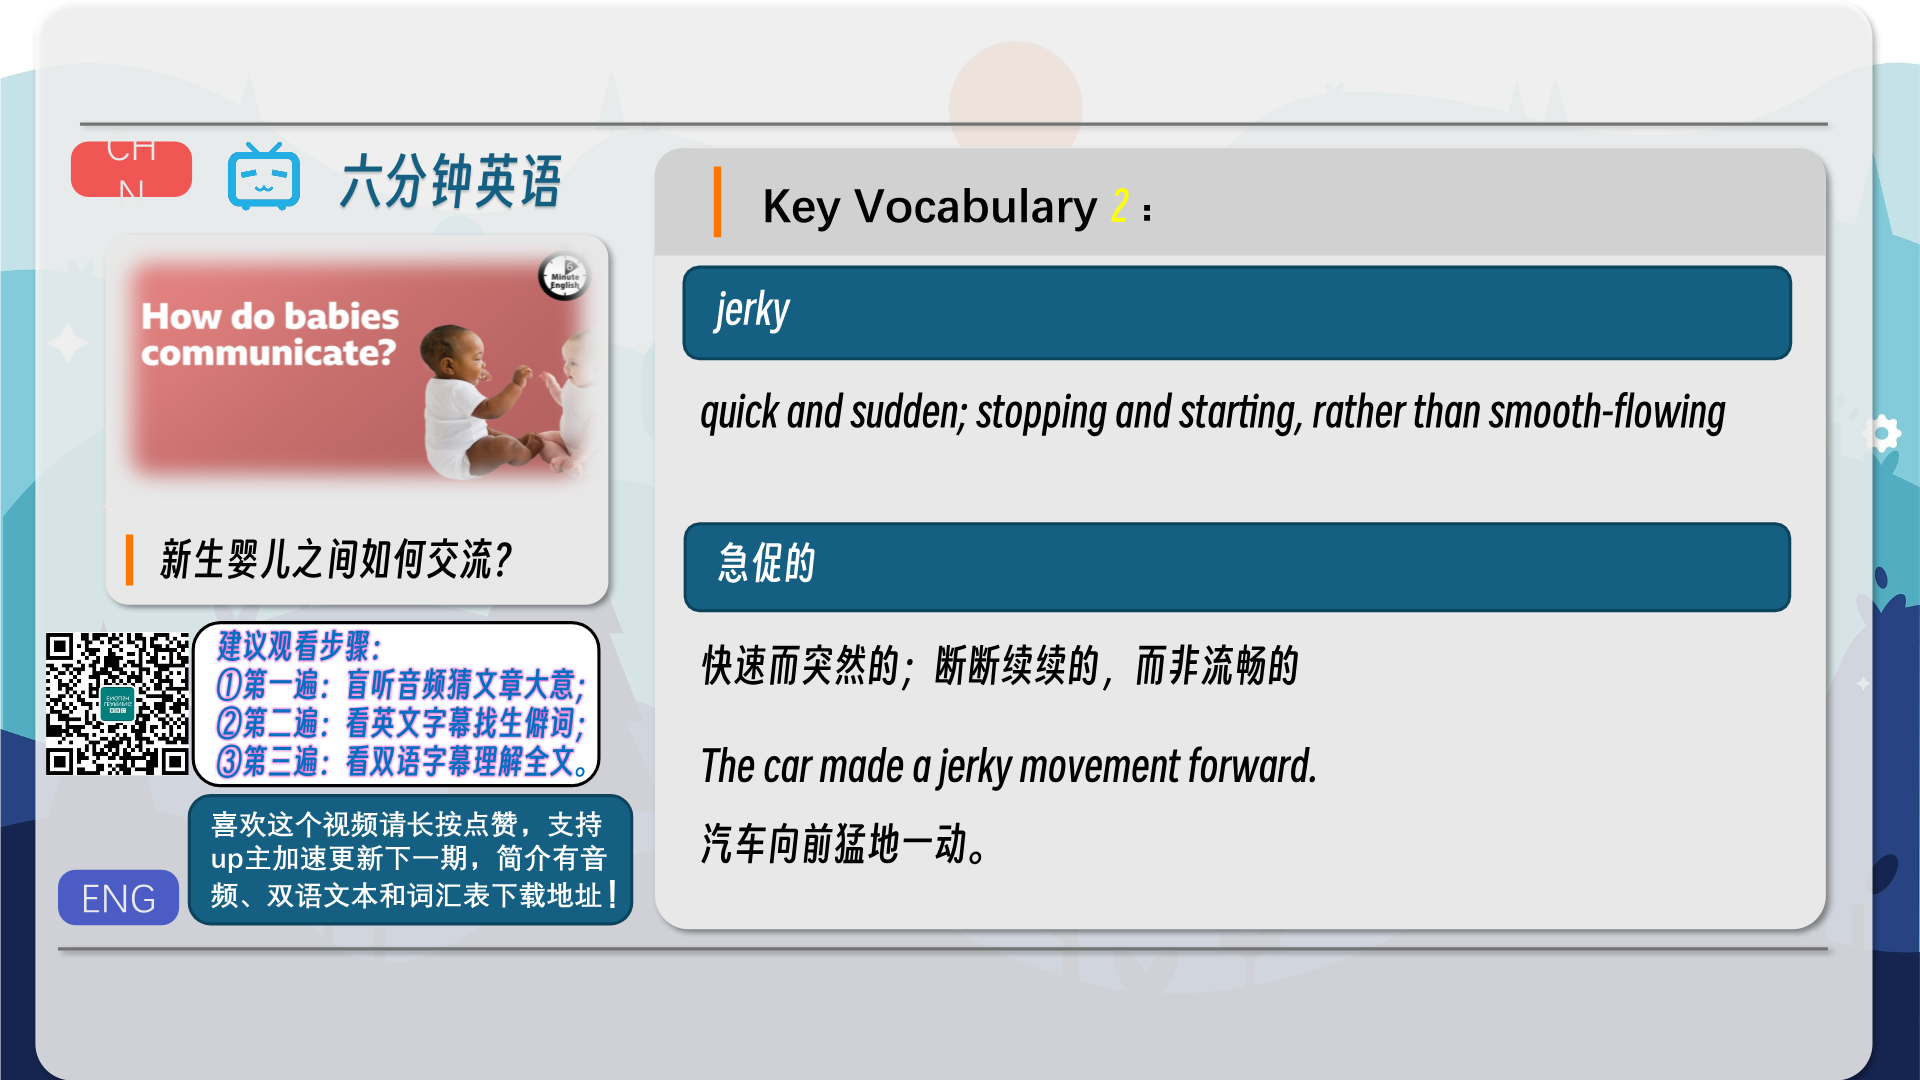 CH
N
六分钟英语
6
Minute
English
How do babies
communicate?
新生婴儿之间如何交流?
建议观看步骤：
①第一遍：盲听音频猜文章大意；
②第二遍：看英文字幕找生僻词；
③第三遍：看双语字幕理解全文。
喜欢这个视频请长按点赞，支持
up主加速更新下一期，简介有音
频、双语文本和词汇表下载地址！
ENG
Key Vocabulary 2：
jerky
quick and sudden; stopping and starting, rather than smooth-flowing
急促的
快速而突然的；断断续续的，而非流畅的
The car made a jerky movement forward.
汽车向前猛地一动。